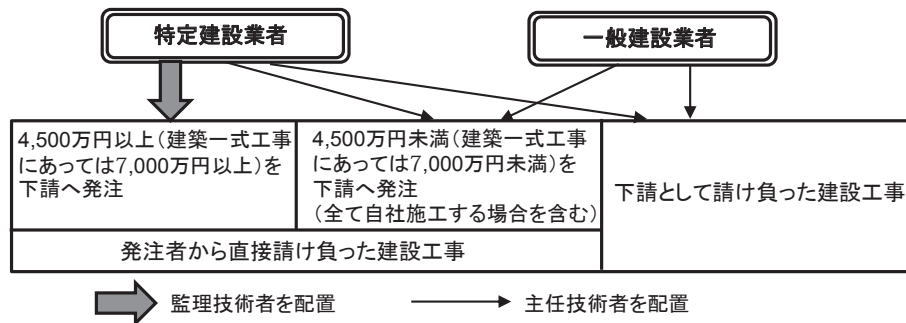 特定建設業者
一般建設業者
4,500万円以上（建築一式工事
にあっては7,000万円以上）を
下請へ発注
4,500万円未満（建築一式工事
にあっては7,000万円未満）を
下請へ発注
（全て自社施工する場合を含む）
下請として請け負った建設工事
発注者から直接請け負った建設工事
監理技術者を配置
主任技術者を配置